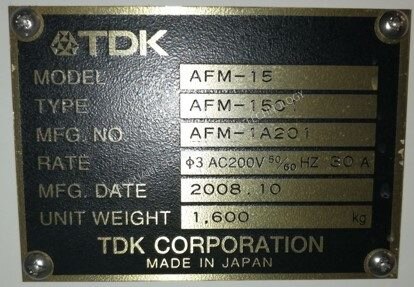 TDK
MODEL AFM-15
TYPE AFM-150
MFG. NO AFM-1A201
RATE φ3 AC200V 50/60 HZ 30 A
MFG. DATE 2008.10
UNIT WEIGHT 1,600 kg
TDK CORPORATION
MADE IN JAPAN